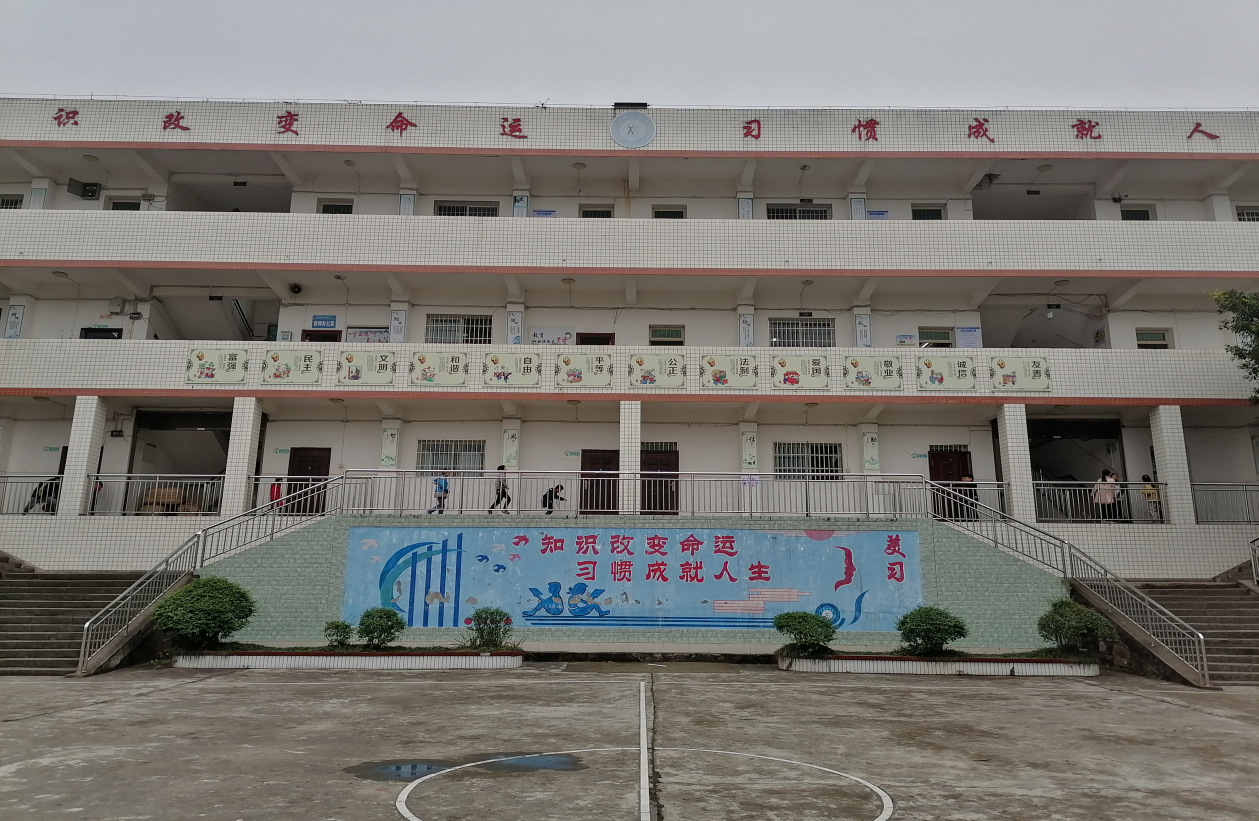 识改变命运 习惯成就人
富强
民主
文明
和谐
自由
平等
公正
法制
爱国
敬业
诚信
友善
知识改变命运
习惯成就人生
美
习